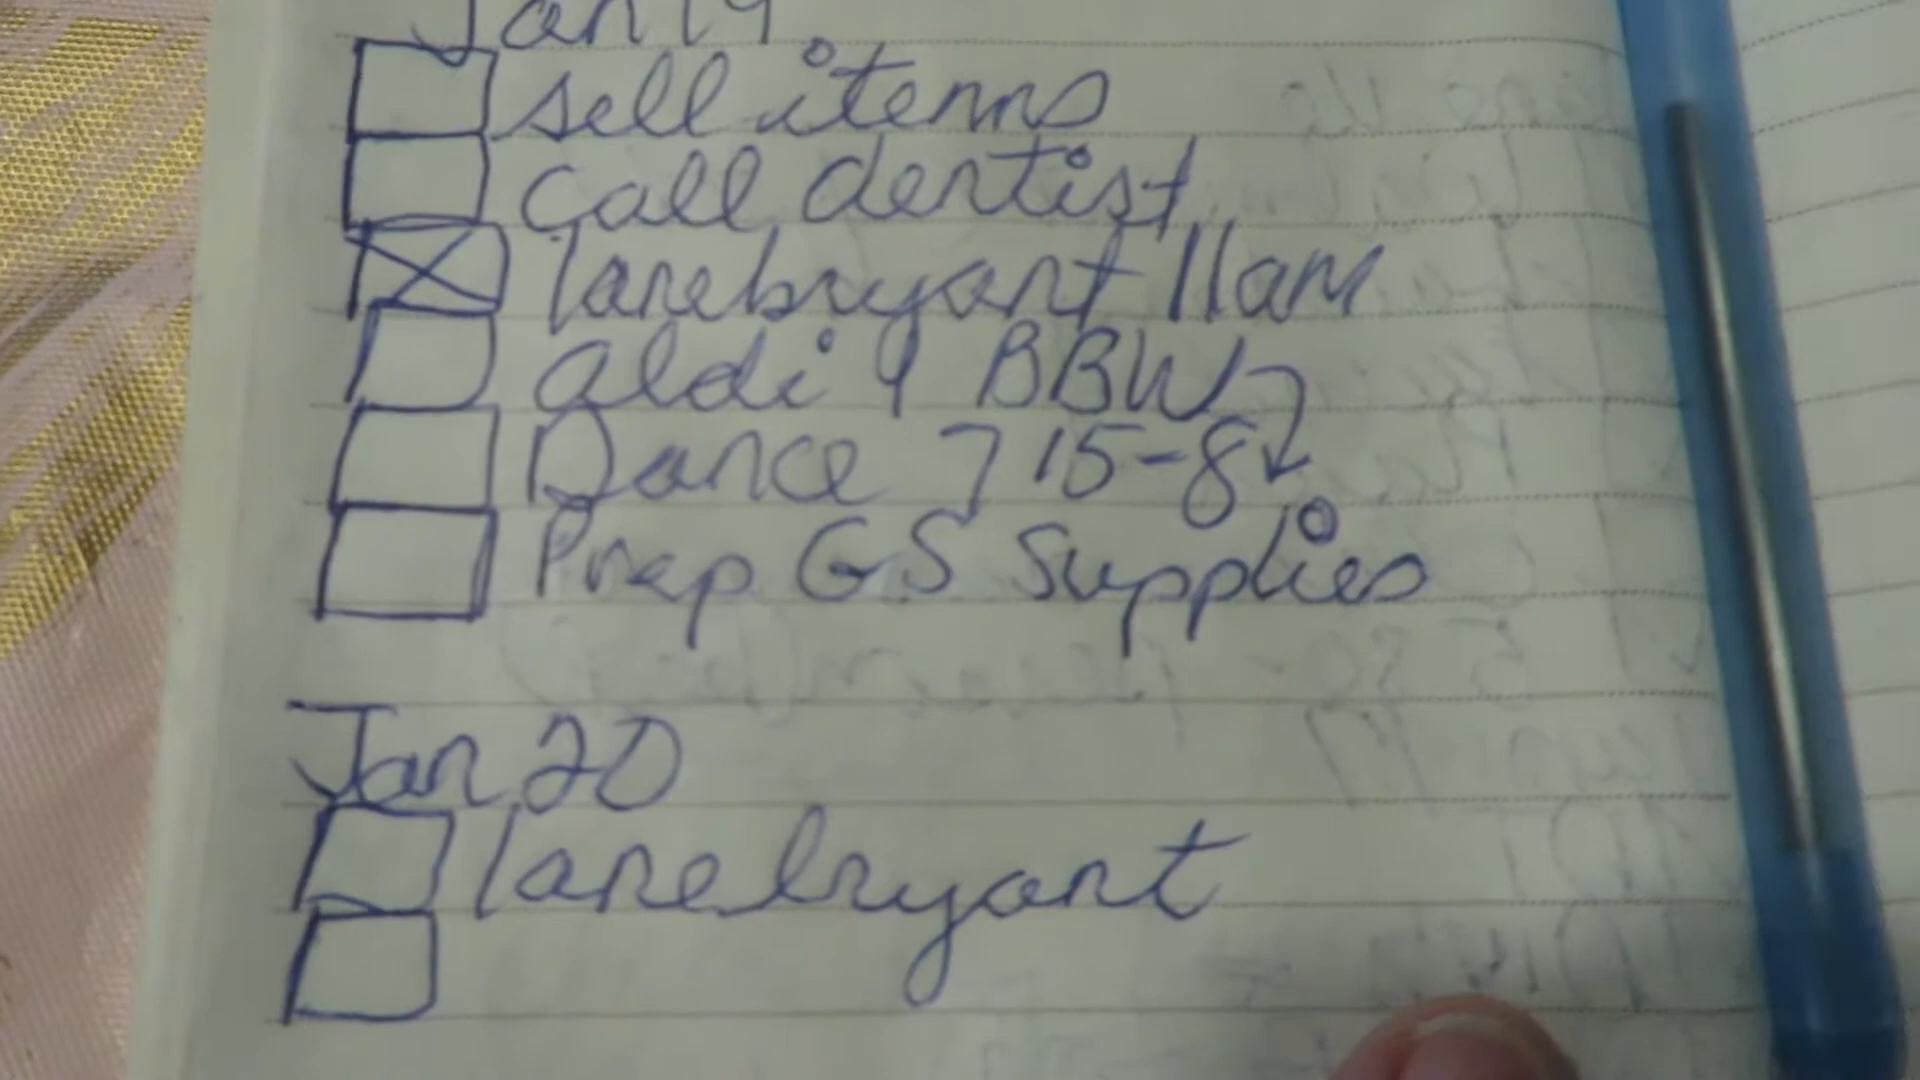 Jan 19
sell items
call dentist
lanebryant 11am
aldi & BBW
Dance 7 15-8
Prep GS Supplies
Jan 20
lanebryant